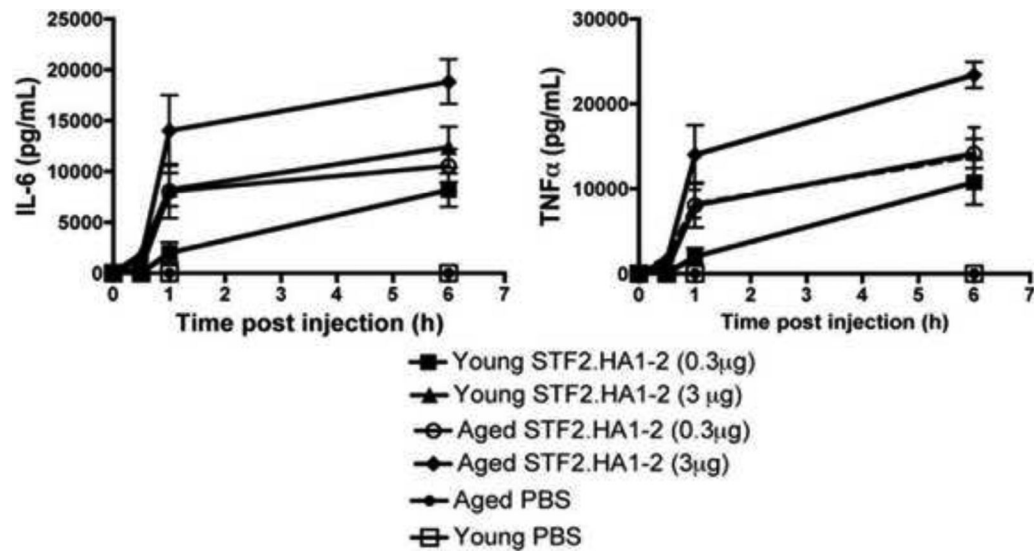 25000
20000
15000
10000
5000
0
IL-6 (pg/mL)
0 1 2 3 4 5 6 7
Time post injection (h)
30000
20000
10000
0
TNFα (pg/mL)
0 1 2 3 4 5 6 7
Time post injection (h)
Young STF2.HA1-2 (0.3μg)
Young STF2.HA1-2 (3 μg)
Aged STF2.HA1-2 (0.3μg)
Aged STF2.HA1-2 (3μg)
Aged PBS
Young PBS